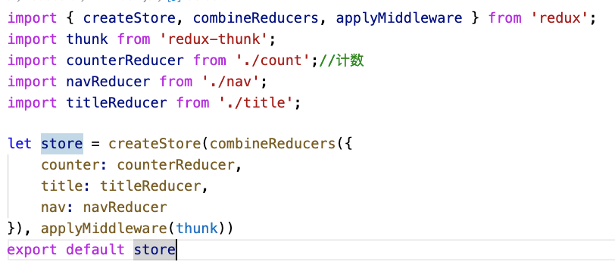 import { createStore, combineReducers, applyMiddleware } from 'redux';
import thunk from 'redux-thunk';
import counterReducer from './count';//计数
import navReducer from './nav';
import titleReducer from './title';

let store = createStore(combineReducers({
    counter: counterReducer,
    title: titleReducer,
    nav: navReducer
}), applyMiddleware(thunk))
export default store